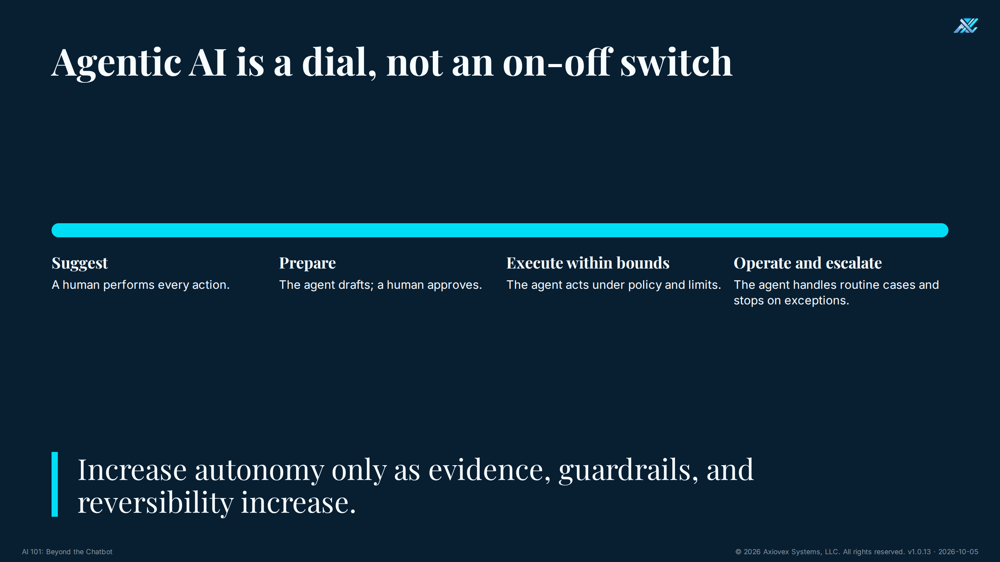 Agentic AI is a dial, not an on-off switch
Suggest
A human performs every action.
Prepare
The agent drafts; a human approves.
Execute within bounds
The agent acts under policy and limits.
Operate and escalate
The agent handles routine cases and
stops on exceptions.
Increase autonomy only as evidence, guardrails, and
reversibility increase.
AI 101: Beyond the Chatbot
© 2026 Axiovex Systems, LLC. All rights reserved. v1.0.13 · 2026-10-05